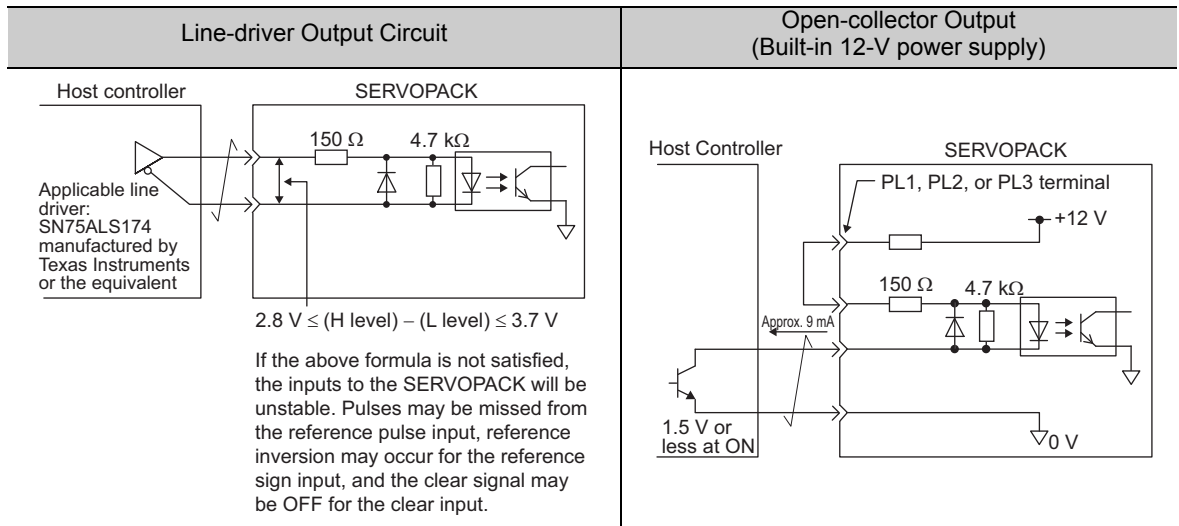 Line-driver Output Circuit
Open-collector Output
(Built-in 12-V power supply)
Host controller
SERVOPACK
150 Ω
4.7 kΩ
Applicable line
driver:
SN75ALS174
manufactured by
Texas Instruments
or the equivalent
2.8 V ≤ (H level) – (L level) ≤ 3.7 V
If the above formula is not satisfied,
the inputs to the SERVOPACK will be
unstable. Pulses may be missed from
the reference pulse input, reference
inversion may occur for the reference
sign input, and the clear signal may
be OFF for the clear input.
Host Controller
SERVOPACK
PL1, PL2, or PL3 terminal
+12 V
150 Ω
4.7 kΩ
Approx. 9 mA
1.5 V or
less at ON
0 V